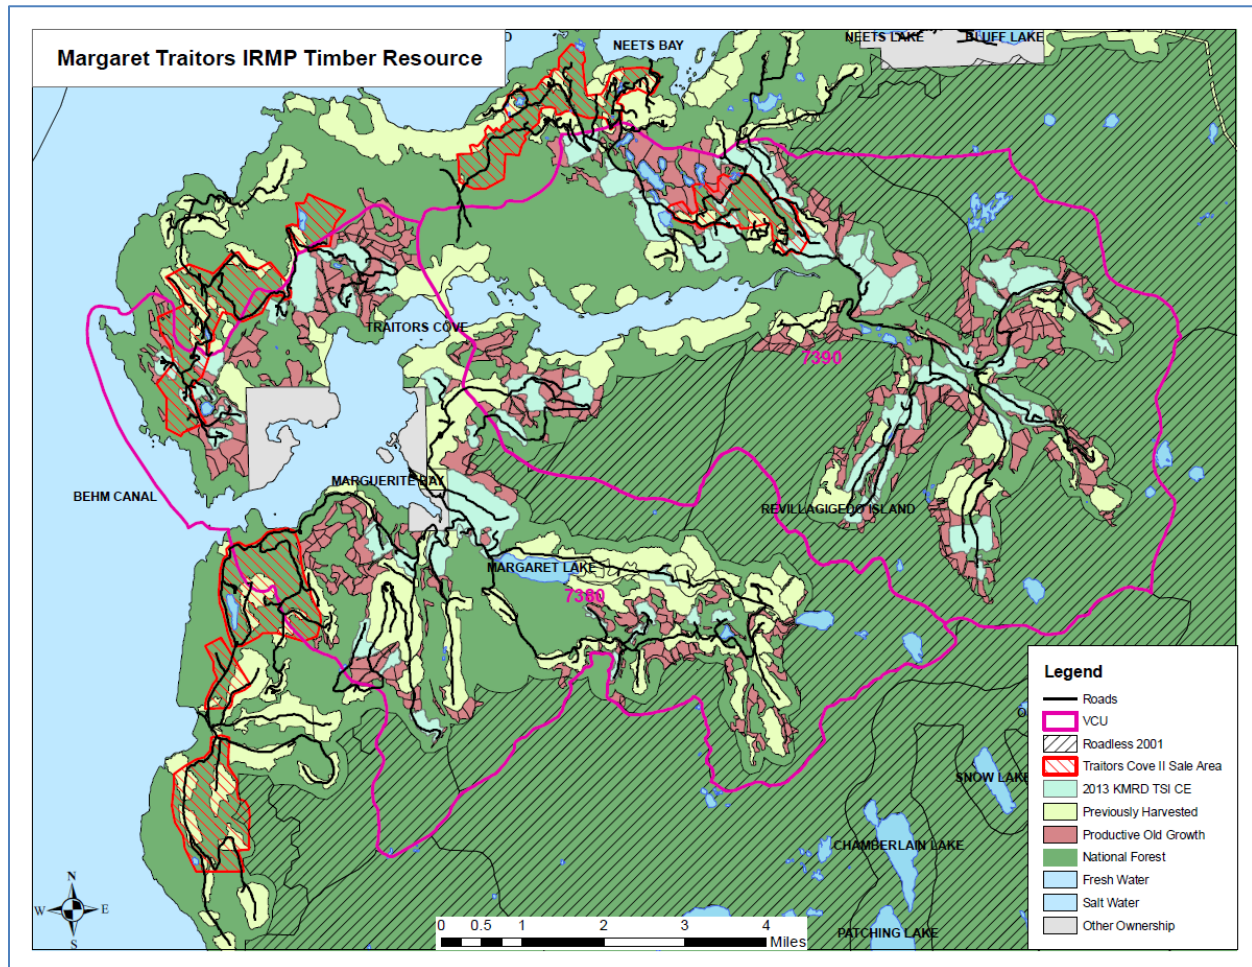 Margaret Traitors IRMP Timber Resource
NEETS BAY
NEETS LAKE
BLUFF LAKE
TRAITORS COVE
7390
BEHM CANAL
MARGUERITE BAY
REVILLAGIGEDO ISLAND
MARGARET LAKE
7380
SNOW LAKE
CHAMBERLAIN LAKE
PATCHING LAKE
Legend
Roads
VCU
Roadless 2001
Traitors Cove II Sale Area
2013 KMRD TSI CE
Previously Harvested
Productive Old Growth
National Forest
Fresh Water
Salt Water
Other Ownership
N
W E
S
0 0.5 1 2 3 4
Miles